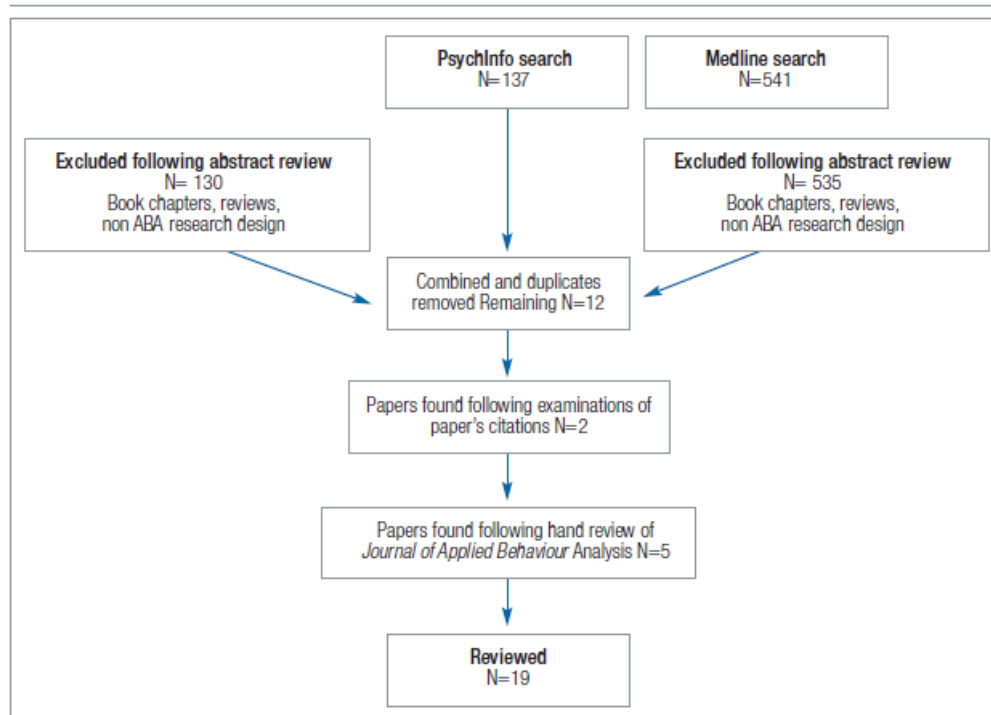 PsychInfo search
N=137
Medline search
N=541
Excluded following abstract review
N= 130
Book chapters, reviews,
non ABA research design
Excluded following abstract review
N= 535
Book chapters, reviews,
non ABA research design
Combined and duplicates
removed Remaining N=12
Papers found following examinations of
paper's citations N=2
Papers found following hand review of
Journal of Applied Behaviour Analysis N=5
Reviewed
N=19